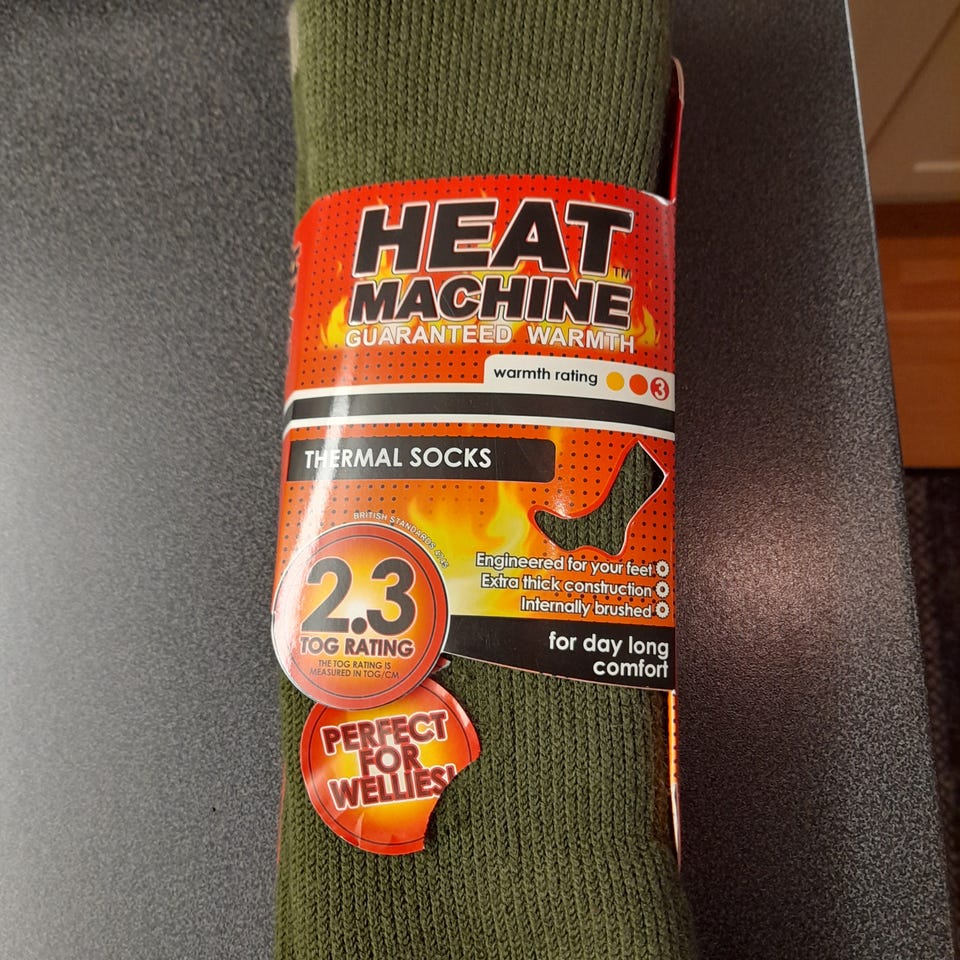 HEAT
TM
MACHINE
GUARANTEED WARMTH
warmth rating
3
THERMAL SOCKS
BRITISH STANDARDS
2.3
TOG RATING
THE TOG RATING IS
MEASURED IN TOG/CM
Engineered for your feet
Extra thick construction
Internally brushed
for day long
comfort
PERFECT
FOR
WELLIES!